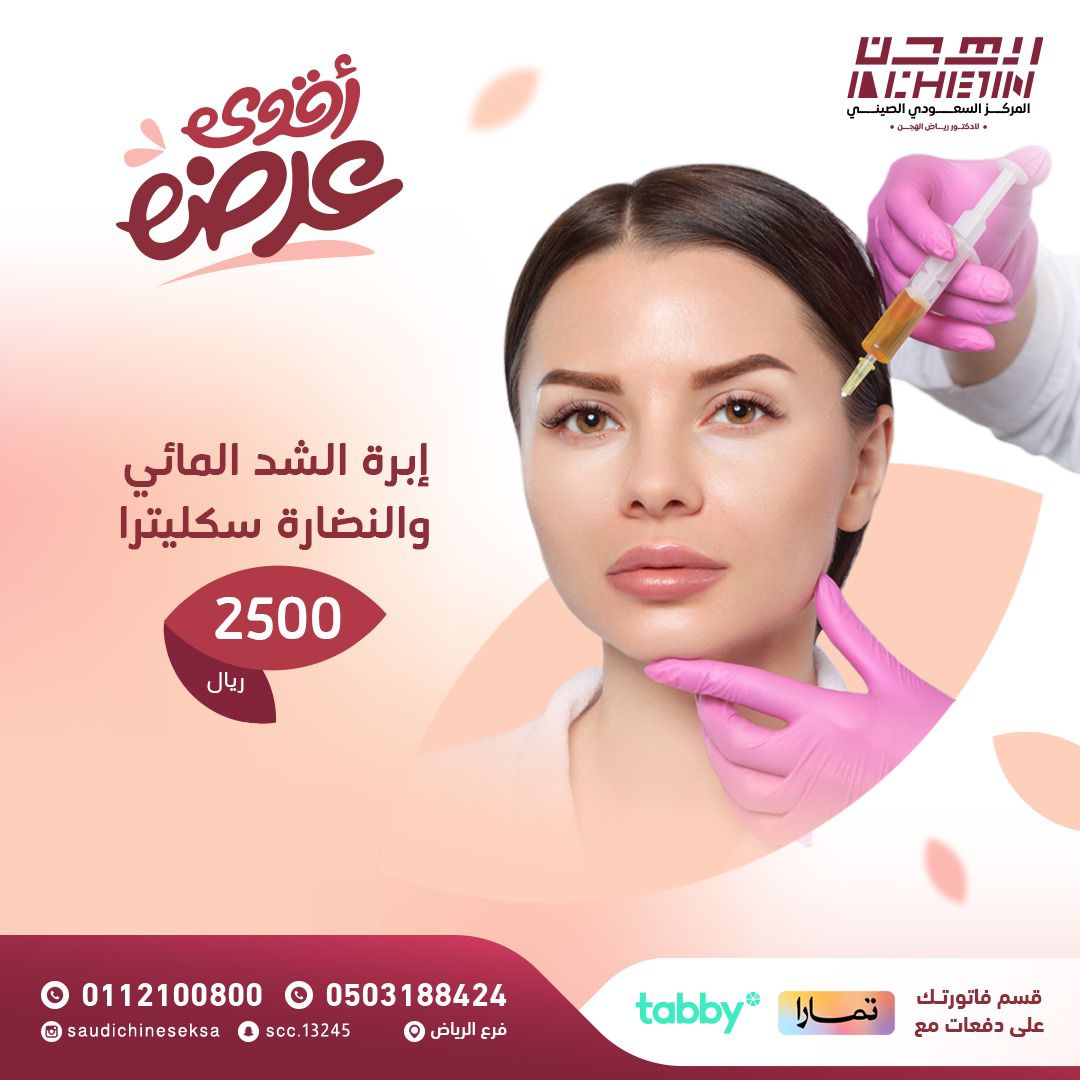 الهجن
ALHEJIN
المركز السعودي الصيني
• للدكتور رياض الهجن •
أقوى
عرض
إبرة الشد المائي
والنضارة سكليترا
2500
ريال
قسم فاتورتك
على دفعات مع
تمارا
tabby
0112100800
0503188424
saudichineseksa
scc.13245
فرع الرياض